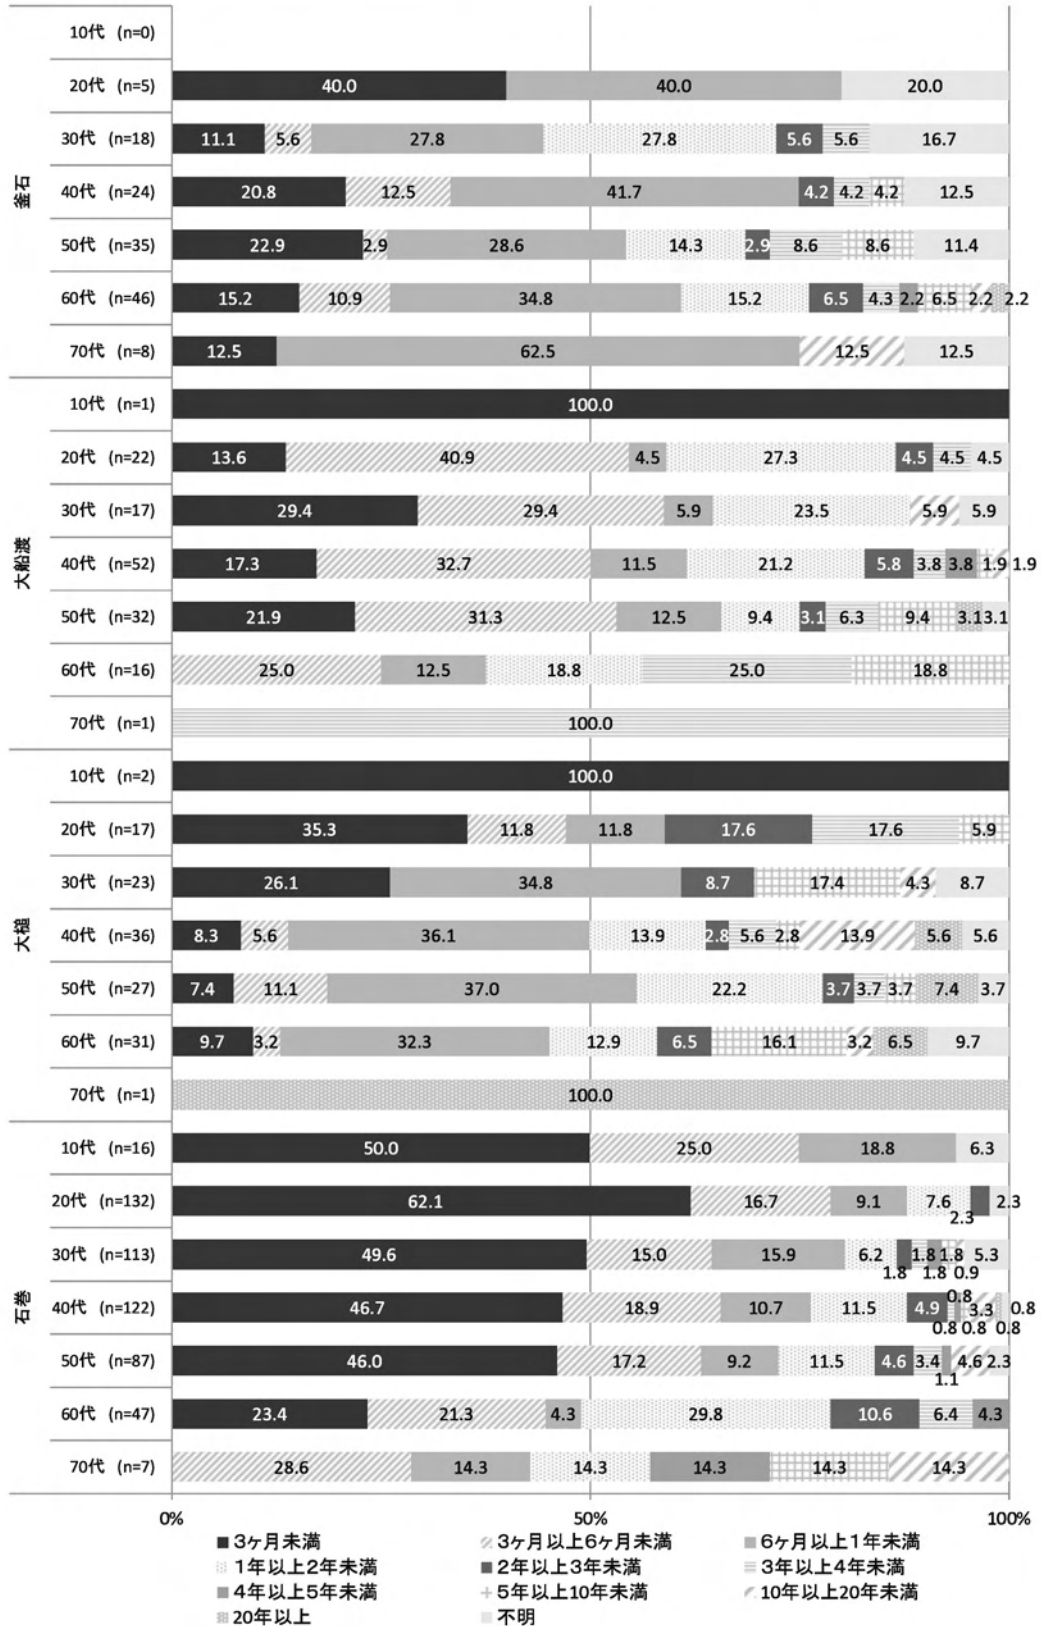 釜石
10代 (n=0)
20代 (n=5) 40.0 40.0 20.0
30代 (n=18) 11.1 5.6 27.8 27.8 5.6 5.6 16.7
40代 (n=24) 20.8 12.5 41.7 4.2 4.2 4.2 12.5
50代 (n=35) 22.9 2.9 28.6 14.3 2.9 8.6 8.6 11.4
60代 (n=46) 15.2 10.9 34.8 15.2 6.5 4.3 2.2 6.5 2.2 2.2
70代 (n=8) 12.5 62.5 12.5 12.5
大船渡
10代 (n=1) 100.0
20代 (n=22) 13.6 40.9 4.5 27.3 4.5 4.5 4.5
30代 (n=17) 29.4 29.4 5.9 23.5 5.9 5.9
40代 (n=52) 17.3 32.7 11.5 21.2 5.8 3.8 3.8 1.9 1.9
50代 (n=32) 21.9 31.3 12.5 9.4 3.1 6.3 9.4 3.1 3.1
60代 (n=16) 25.0 12.5 18.8 25.0 18.8
70代 (n=1) 100.0
大槌
10代 (n=2) 100.0
20代 (n=17) 35.3 11.8 11.8 17.6 17.6 5.9
30代 (n=23) 26.1 34.8 8.7 17.4 4.3 8.7
40代 (n=36) 8.3 5.6 36.1 13.9 2.8 5.6 2.8 13.9 5.6 5.6
50代 (n=27) 7.4 11.1 37.0 22.2 3.7 3.7 3.7 7.4 3.7
60代 (n=31) 9.7 3.2 32.3 12.9 6.5 16.1 3.2 6.5 9.7
70代 (n=1) 100.0
石巻
10代 (n=16) 50.0 25.0 18.8 6.3
20代 (n=132) 62.1 16.7 9.1 7.6 2.3 2.3
30代 (n=113) 49.6 15.0 15.9 6.2 1.8 1.8 1.8 1.8 0.9 5.3
40代 (n=122) 46.7 18.9 10.7 11.5 4.9 0.8 0.8 0.8 3.3 0.8 0.8
50代 (n=87) 46.0 17.2 9.2 11.5 4.6 3.4 1.1 4.6 2.3
60代 (n=47) 23.4 21.3 4.3 29.8 10.6 6.4 4.3
70代 (n=7) 28.6 14.3 14.3 14.3 14.3 14.3
0% 50% 100%
3ヶ月未満 3ヶ月以上6ヶ月未満 6ヶ月以上1年未満
1年以上2年未満 2年以上3年未満 3年以上4年未満
4年以上5年未満 5年以上10年未満 10年以上20年未満
20年以上 不明